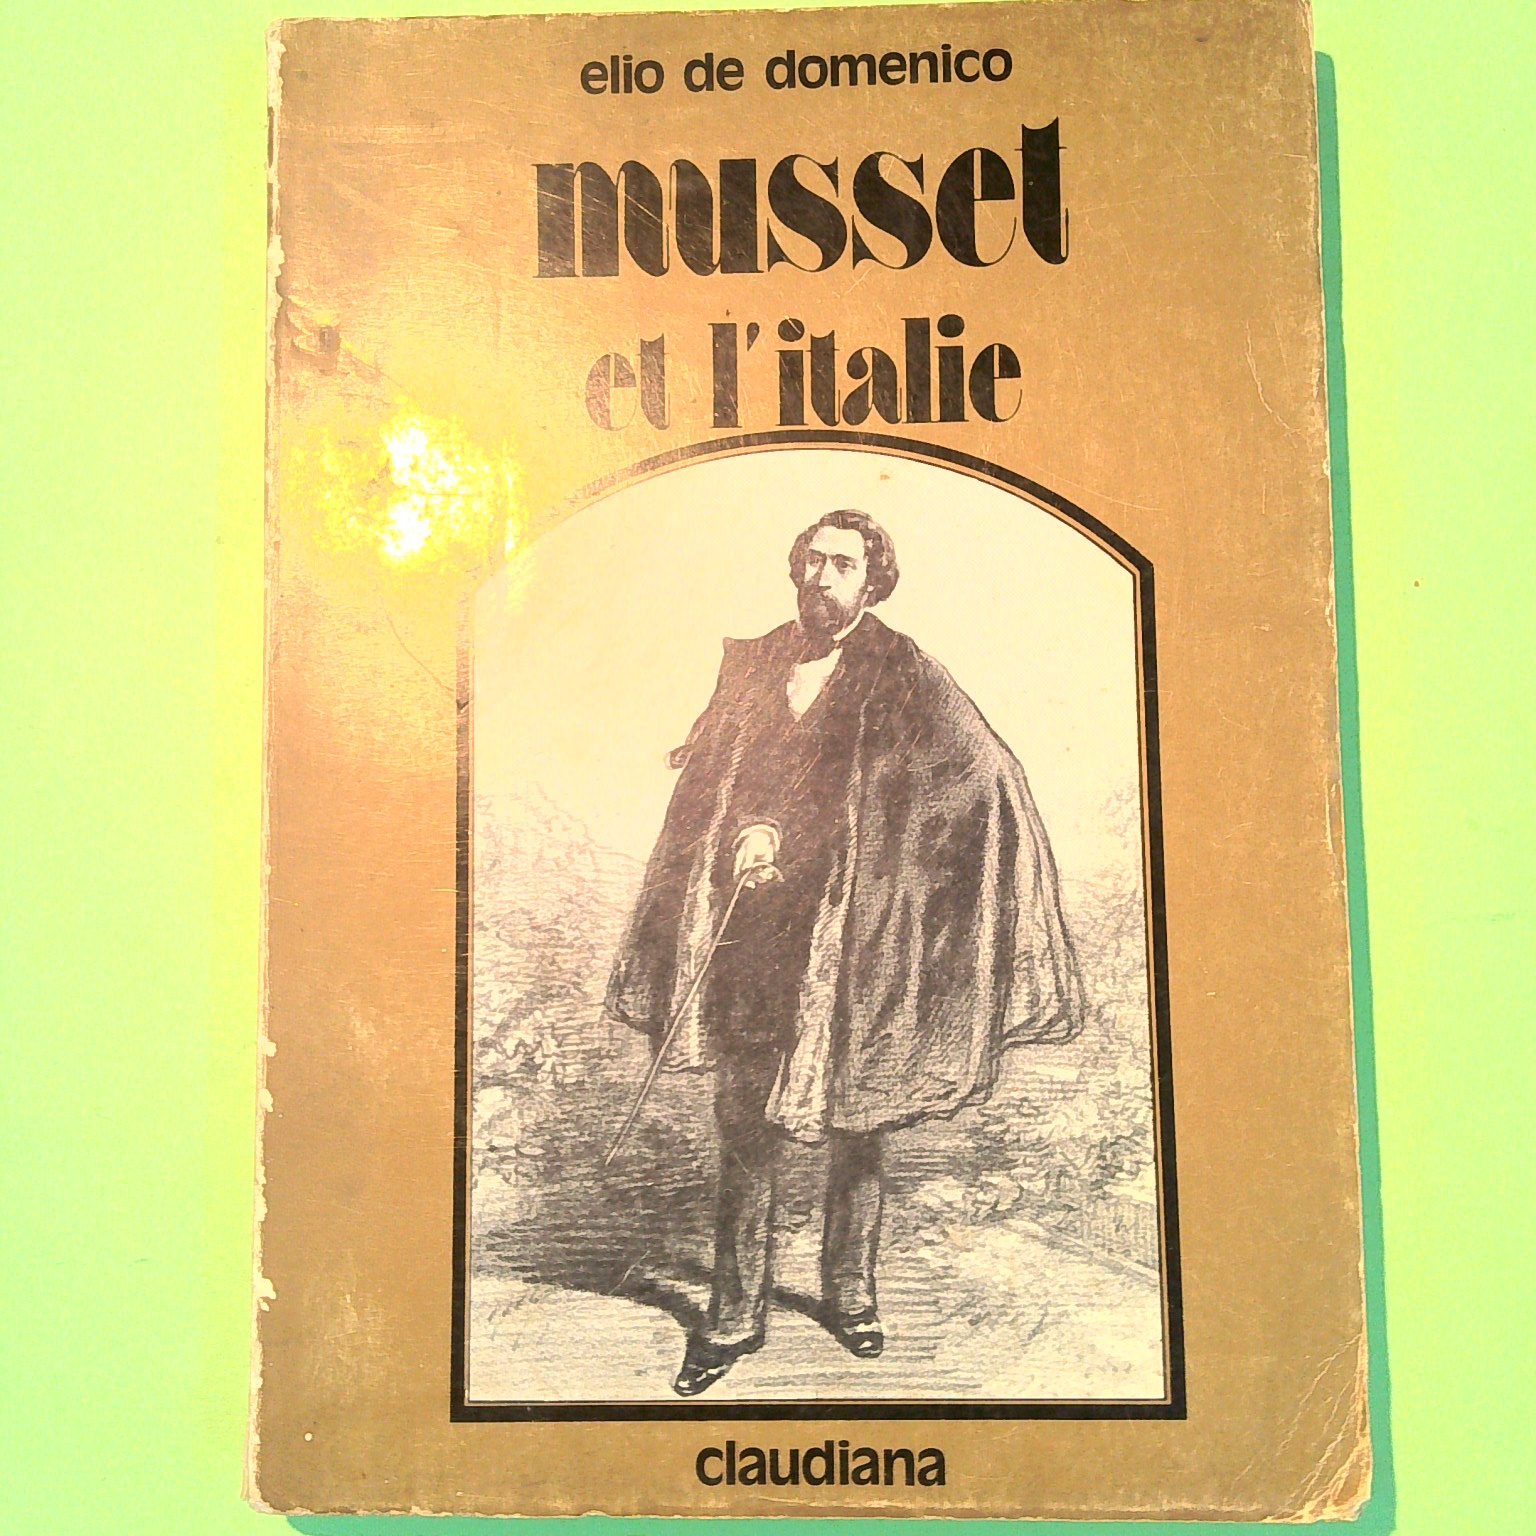 elio de domenico
musset
et l'italie
claudiana